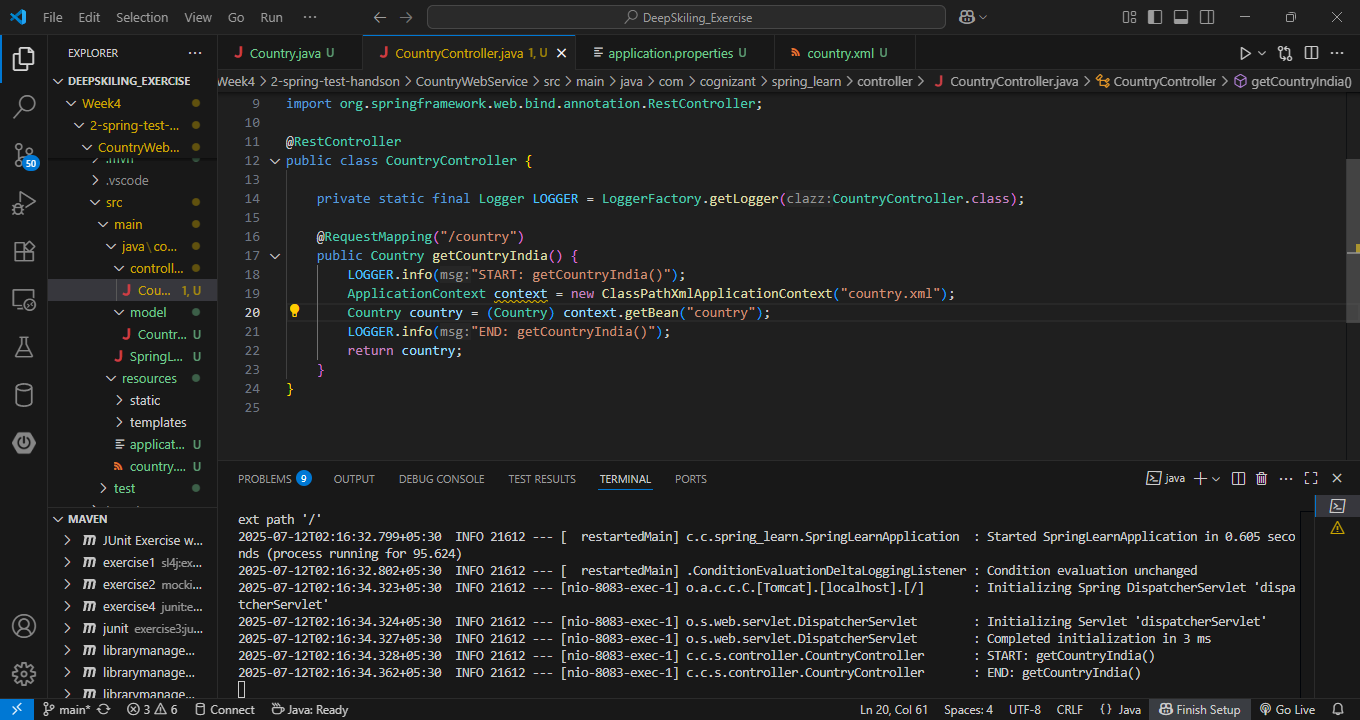 File Edit Selection View Go Run ··· DeepSkiling_Exercise
EXPLORER ···
DEEPSKILING_EXERCISE
Week4
2-spring-test-...
CountryWeb...
.mvn
.vscode
src
main
java\co...
controll...
J Cou... 1, U
model
J Countr... U
J SpringL... U
resources
static
templates
applicat... U
country.... U
test
MAVEN
JUnit Exercise w...
exercise1 sl4j:ex...
exercise2 mocki...
exercise4 junit:e...
junit exercise3:ju...
librarymanage...
librarymanage...
librarymanage...
50
J Country.java U
J CountryController.java 1, U
application.properties U
country.xml U
Week4 > 2-spring-test-handson > CountryWebService > src > main > java > com > cognizant > spring_learn > controller > J CountryController.java > CountryController > getCountryIndia()
9 import org.springframework.web.bind.annotation.RestController;
10
11 @RestController
12 public class CountryController {
13
14 private static final Logger LOGGER = LoggerFactory.getLogger(clazz:CountryController.class);
15
16 @RequestMapping("/country")
17 public Country getCountryIndia() {
18 LOGGER.info(msg:"START: getCountryIndia()");
19 ApplicationContext context = new ClassPathXmlApplicationContext("country.xml");
20 Country country = (Country) context.getBean("country");
21 LOGGER.info(msg:"END: getCountryIndia()");
22 return country;
23 }
24 }
25
PROBLEMS 9 OUTPUT DEBUG CONSOLE TEST RESULTS TERMINAL PORTS java
ext path '/'
2025-07-12T02:16:32.799+05:30 INFO 21612 --- [ restartedMain] c.c.spring_learn.SpringLearnApplication : Started SpringLearnApplication in 0.605 seco
nds (process running for 95.624)
2025-07-12T02:16:32.802+05:30 INFO 21612 --- [ restartedMain] .ConditionEvaluationDeltaLoggingListener : Condition evaluation unchanged
2025-07-12T02:16:34.323+05:30 INFO 21612 --- [nio-8083-exec-1] o.a.c.c.C.[Tomcat].[localhost].[/] : Initializing Spring DispatcherServlet 'dispa
tcherServlet'
2025-07-12T02:16:34.324+05:30 INFO 21612 --- [nio-8083-exec-1] o.s.web.servlet.DispatcherServlet : Initializing Servlet 'dispatcherServlet'
2025-07-12T02:16:34.327+05:30 INFO 21612 --- [nio-8083-exec-1] o.s.web.servlet.DispatcherServlet : Completed initialization in 3 ms
2025-07-12T02:16:34.328+05:30 INFO 21612 --- [nio-8083-exec-1] c.c.s.controller.CountryController : START: getCountryIndia()
2025-07-12T02:16:34.362+05:30 INFO 21612 --- [nio-8083-exec-1] c.c.s.controller.CountryController : END: getCountryIndia()
main* 3 6 Connect Java: Ready Ln 20, Col 61 Spaces: 4 UTF-8 CRLF {} Java Finish Setup Go Live